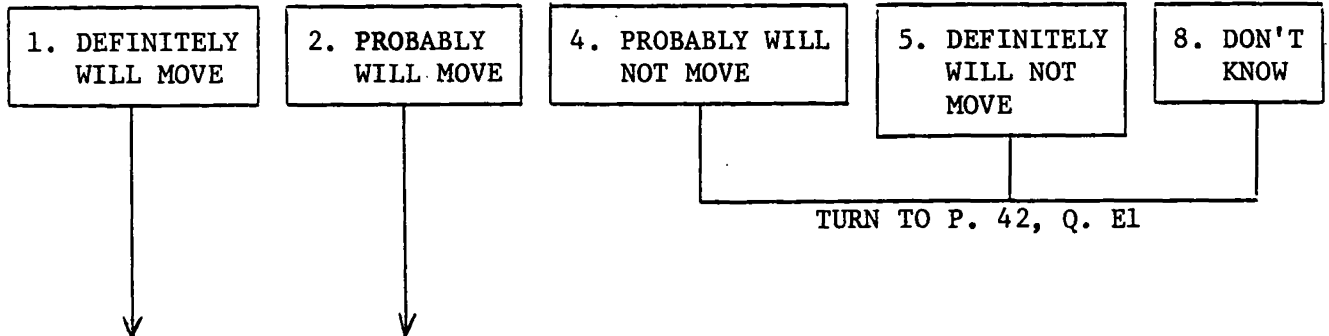 1. DEFINITELY
WILL MOVE
2. PROBABLY
WILL MOVE
4. PROBABLY WILL
NOT MOVE
5. DEFINITELY
WILL NOT
MOVE
8. DON'T
KNOW
TURN TO P. 42, Q. E1